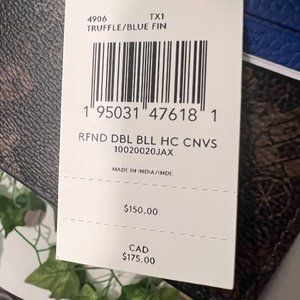 4906 TX1
TRUFFLE/BLUE FIN
1 95031 47618 1
RFND DBL BLL HC CNVS
10020020JAX
MADE IN INDIA/INDE
$150.00
CAD
$175.00